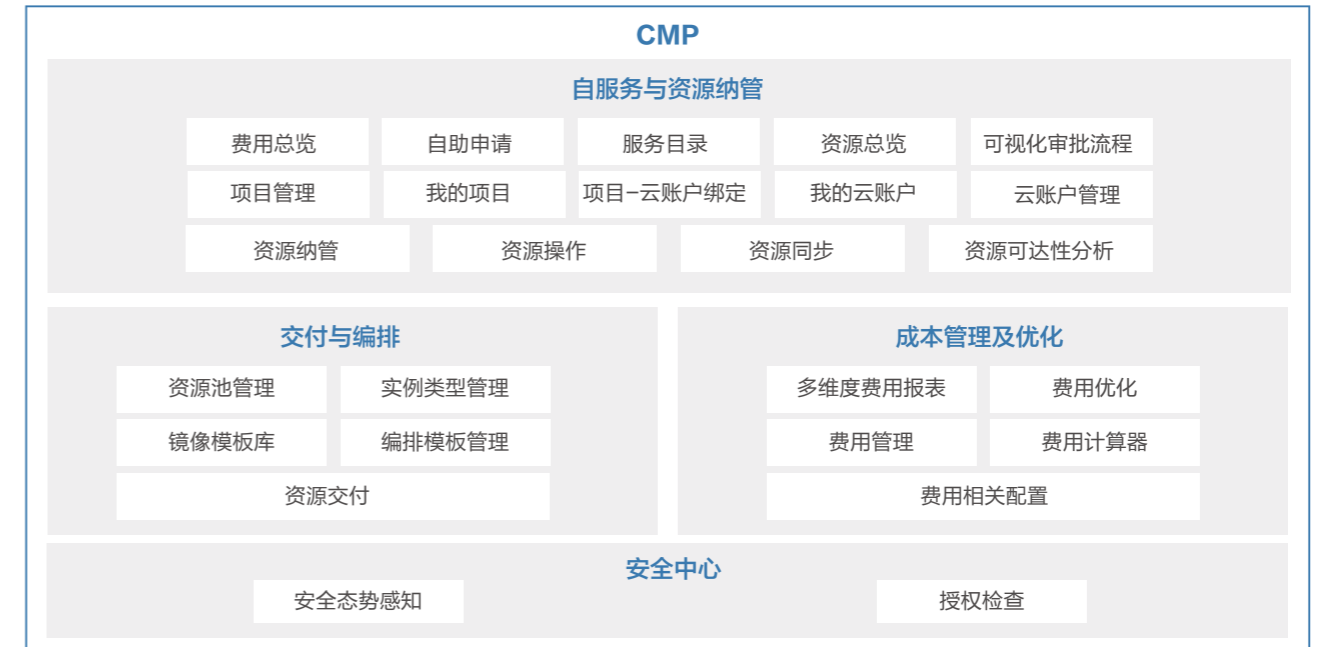 CMP
自服务与资源纳管
费用总览 自助申请 服务目录 资源总览 可视化审批流程
项目管理 我的项目 项目-云账户绑定 我的云账户 云账户管理
资源纳管 资源操作 资源同步 资源可达性分析
交付与编排
资源池管理 实例类型管理
镜像模板库 编排模板管理
资源交付
成本管理及优化
多维度费用报表 费用优化
费用管理 费用计算器
费用相关配置
安全中心
安全态势感知 授权检查